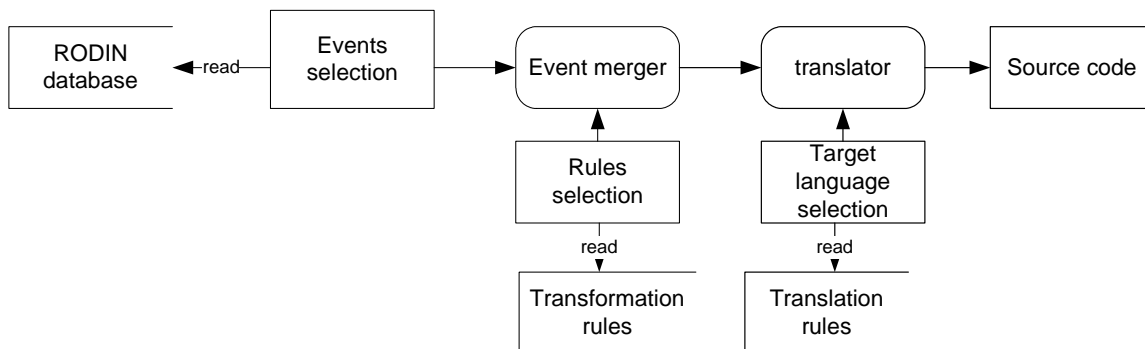 RODIN
database
read
Events
selection
Event merger
translator
Source code
Rules
selection
Target
language
selection
read
read
Transformation
rules
Translation
rules